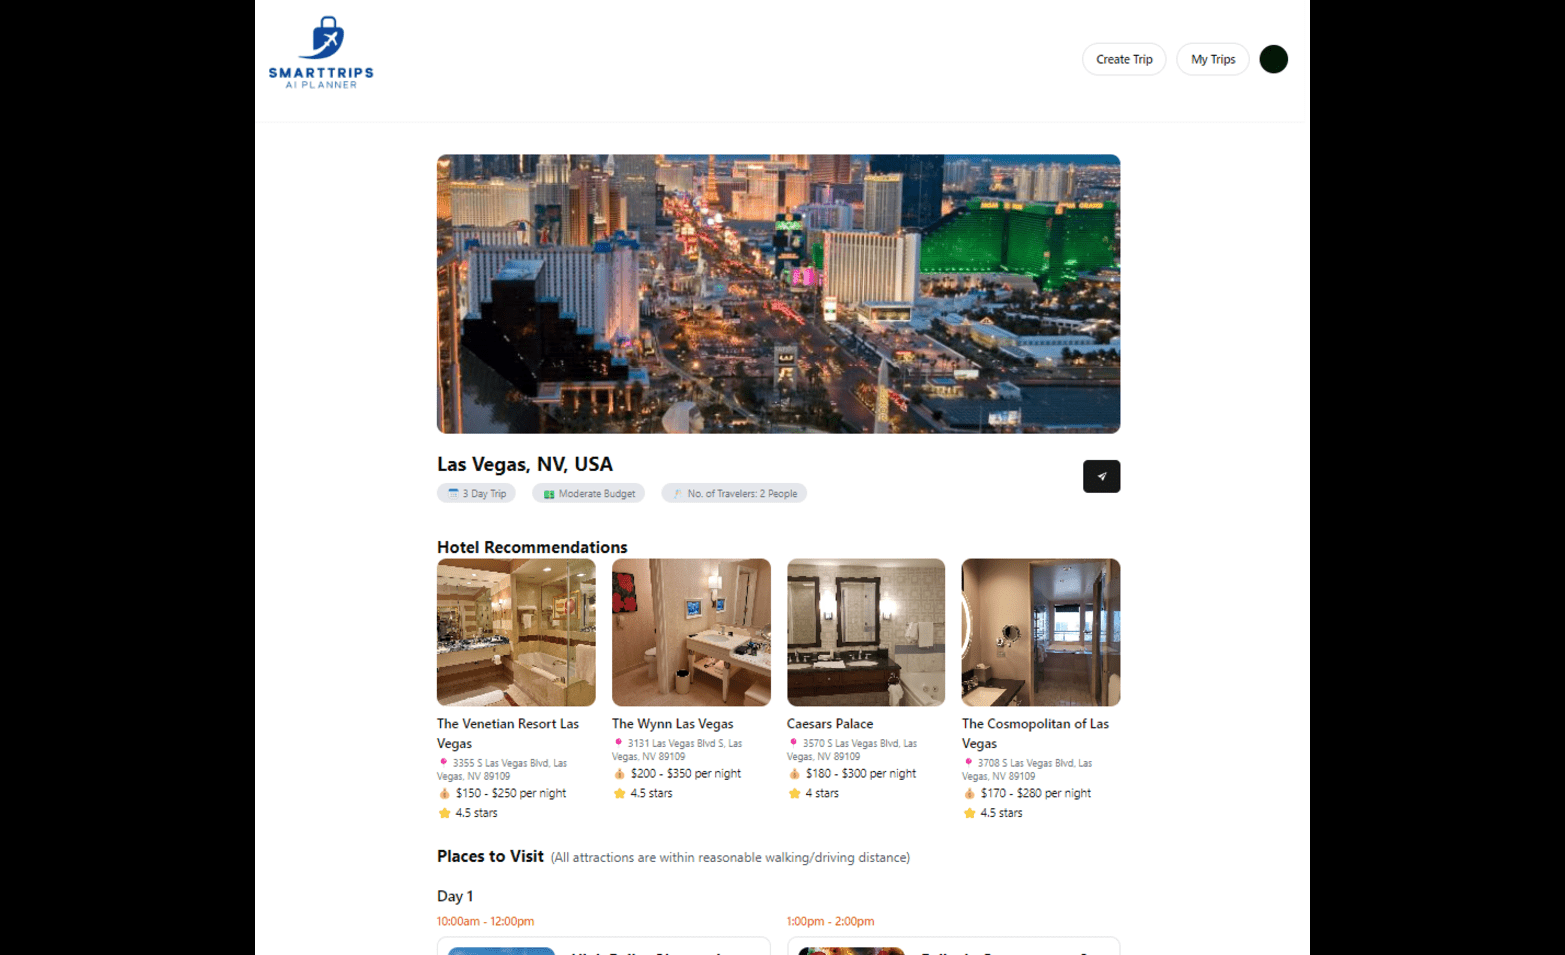 SMARTTRIPS
AI PLANNER
Create Trip
My Trips
Las Vegas, NV, USA
3 Day Trip
Moderate Budget
No. of Travelers: 2 People
Hotel Recommendations
The Venetian Resort Las
Vegas
3355 S Las Vegas Blvd, Las
Vegas, NV 89109
$150 - $250 per night
4.5 stars
The Wynn Las Vegas
3131 Las Vegas Blvd S, Las
Vegas, NV 89109
$200 - $350 per night
4.5 stars
Caesars Palace
3570 S Las Vegas Blvd, Las
Vegas, NV 89109
$180 - $300 per night
4 stars
The Cosmopolitan of Las
Vegas
3708 S Las Vegas Blvd, Las
Vegas, NV 89109
$170 - $280 per night
4.5 stars
Places to Visit (All attractions are within reasonable walking/driving distance)
Day 1
10:00am - 12:00pm
1:00pm - 2:00pm